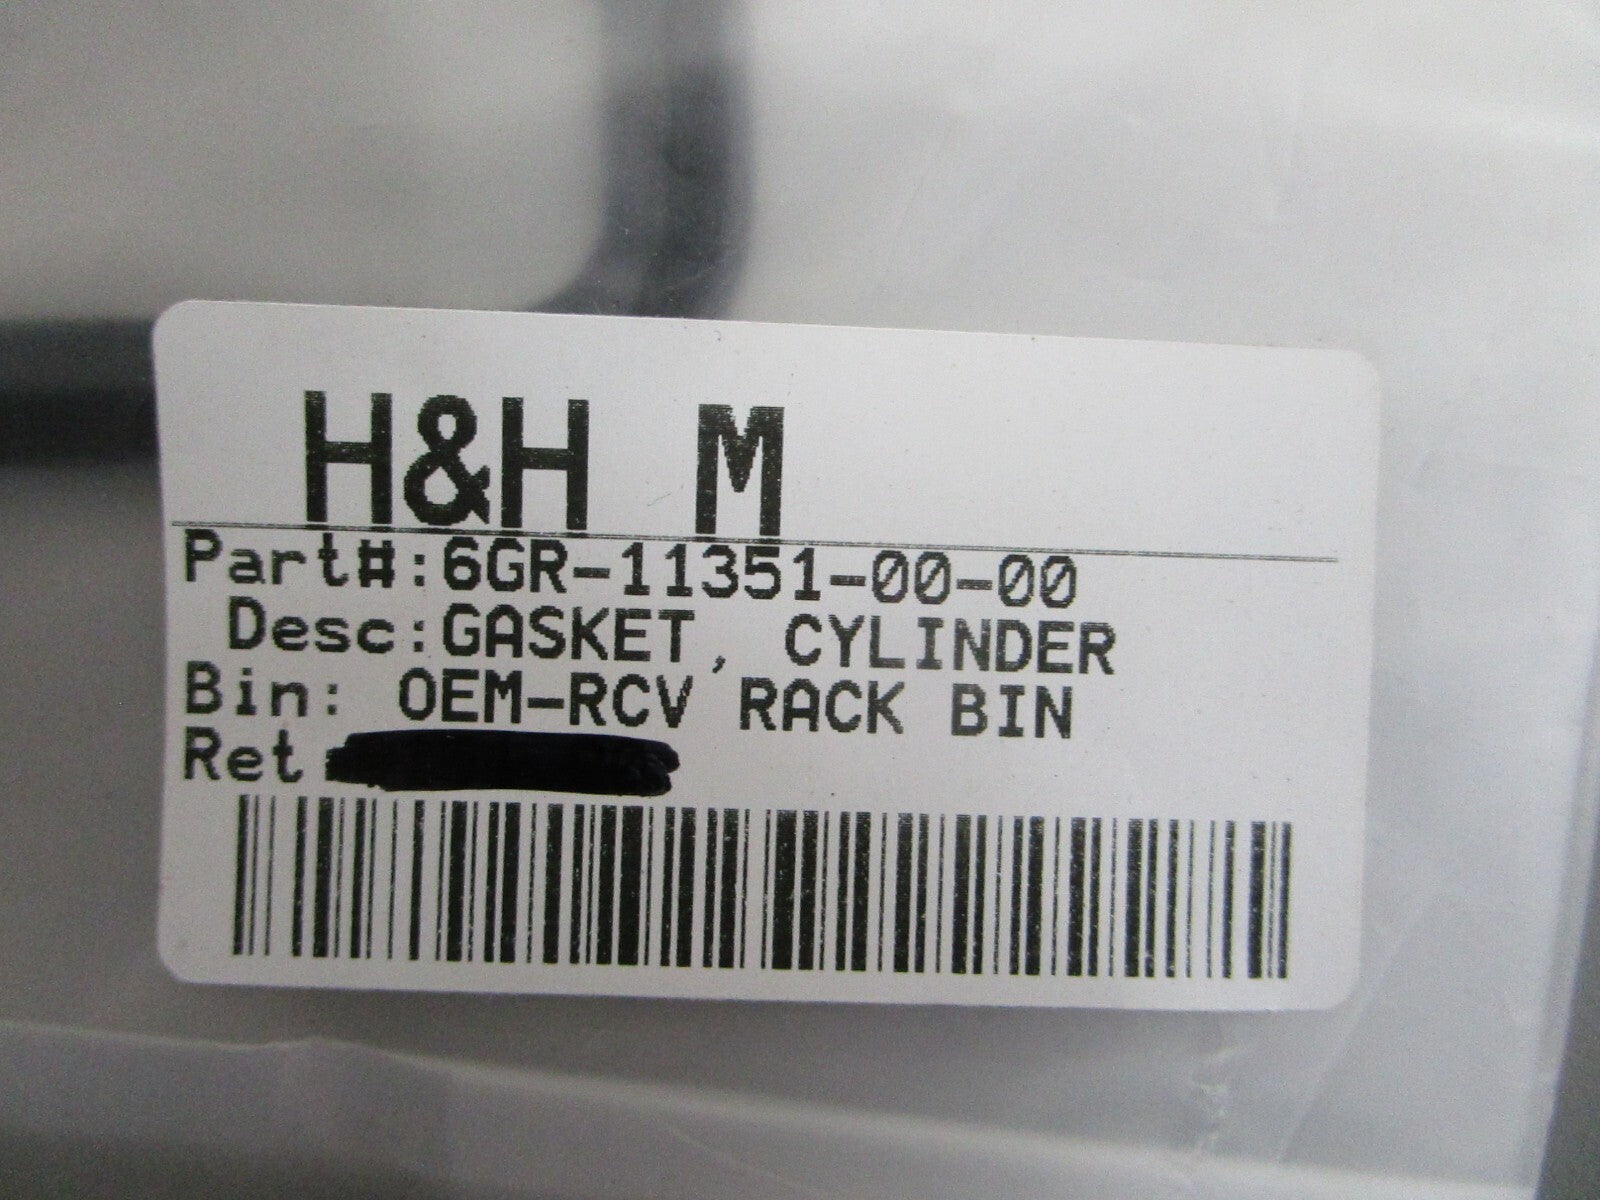 H&H M
Part#:6GR-11351-00-00
Desc:GASKET, CYLINDER
Bin: OEM-RCV RACK BIN
Ret